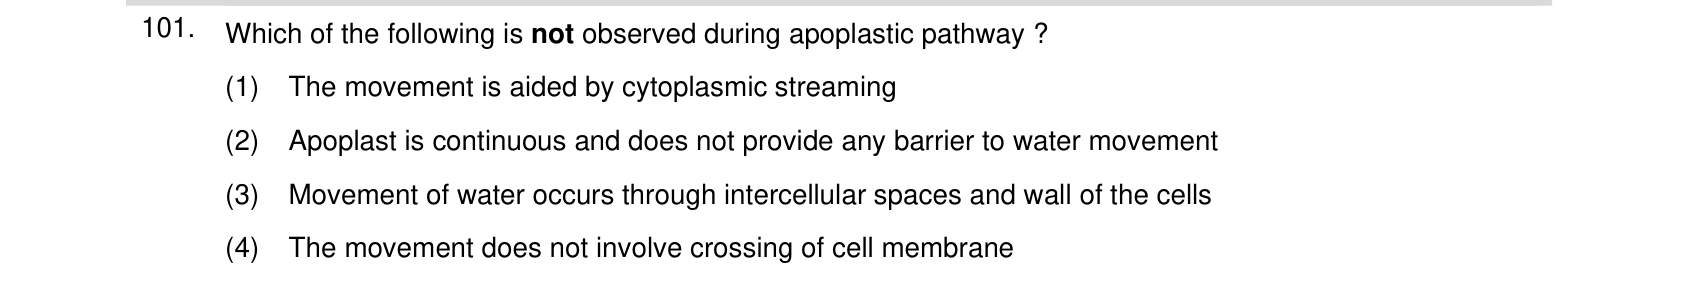 101. Which of the following is not observed during apoplastic pathway ?
(1) The movement is aided by cytoplasmic streaming
(2) Apoplast is continuous and does not provide any barrier to water movement
(3) Movement of water occurs through intercellular spaces and wall of the cells
(4) The movement does not involve crossing of cell membrane